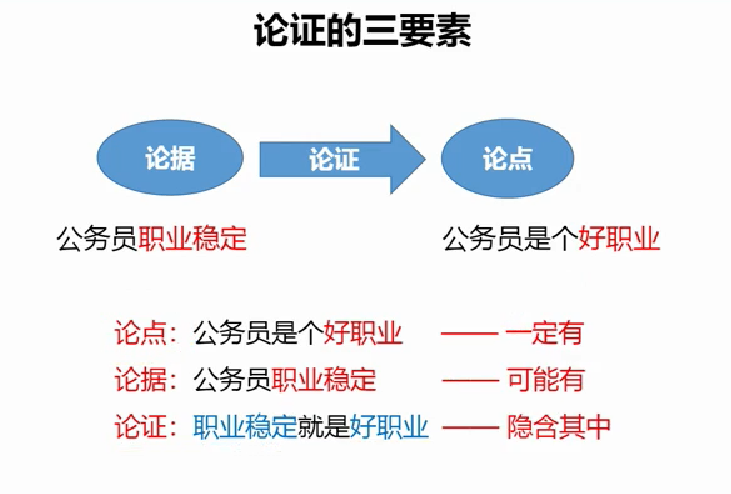 论证的三要素
论据 论证 论点
公务员职业稳定 公务员是个好职业
论点：公务员是个好职业 —— 一定有
论据：公务员职业稳定 —— 可能有
论证：职业稳定就是好职业 —— 隐含其中